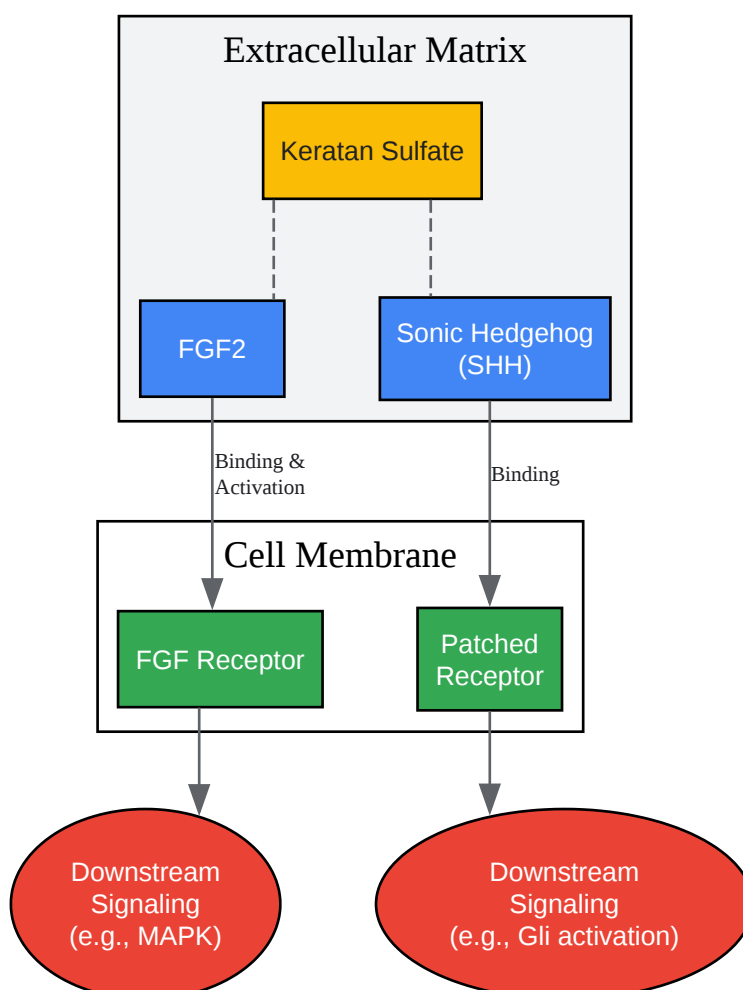 Extracellular Matrix
Keratan Sulfate
FGF2
Sonic Hedgehog
(SHH)
Binding &
Activation
Binding
Cell Membrane
FGF Receptor
Patched
Receptor
Downstream
Signaling
(e.g., MAPK)
Downstream
Signaling
(e.g., Gli activation)